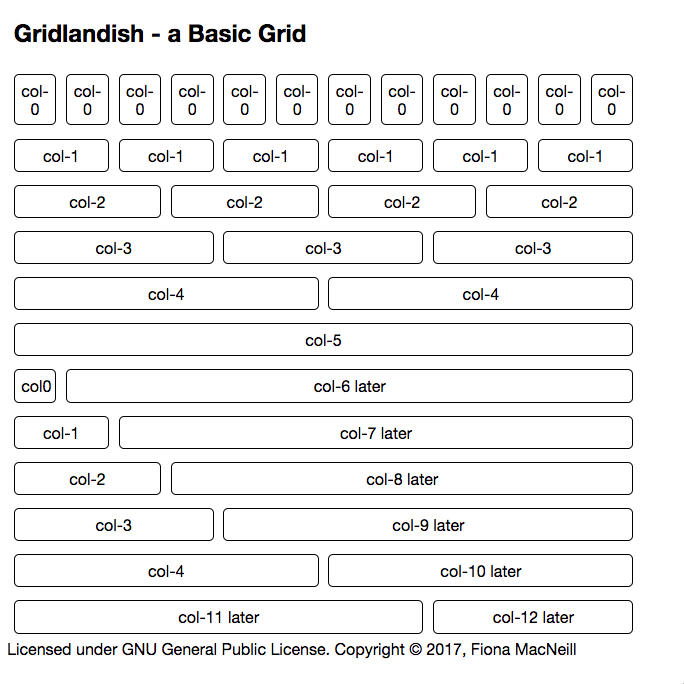 Gridlandish - a Basic Grid
col- col- col- col- col- col- col- col- col- col- col- col-
0 0 0 0 0 0 0 0 0 0 0 0
col-1 col-1 col-1 col-1 col-1 col-1
col-2 col-2 col-2 col-2
col-3 col-3 col-3
col-4 col-4
col-5
col0 col-6 later
col-1 col-7 later
col-2 col-8 later
col-3 col-9 later
col-4 col-10 later
col-11 later col-12 later
Licensed under GNU General Public License. Copyright © 2017, Fiona MacNeill